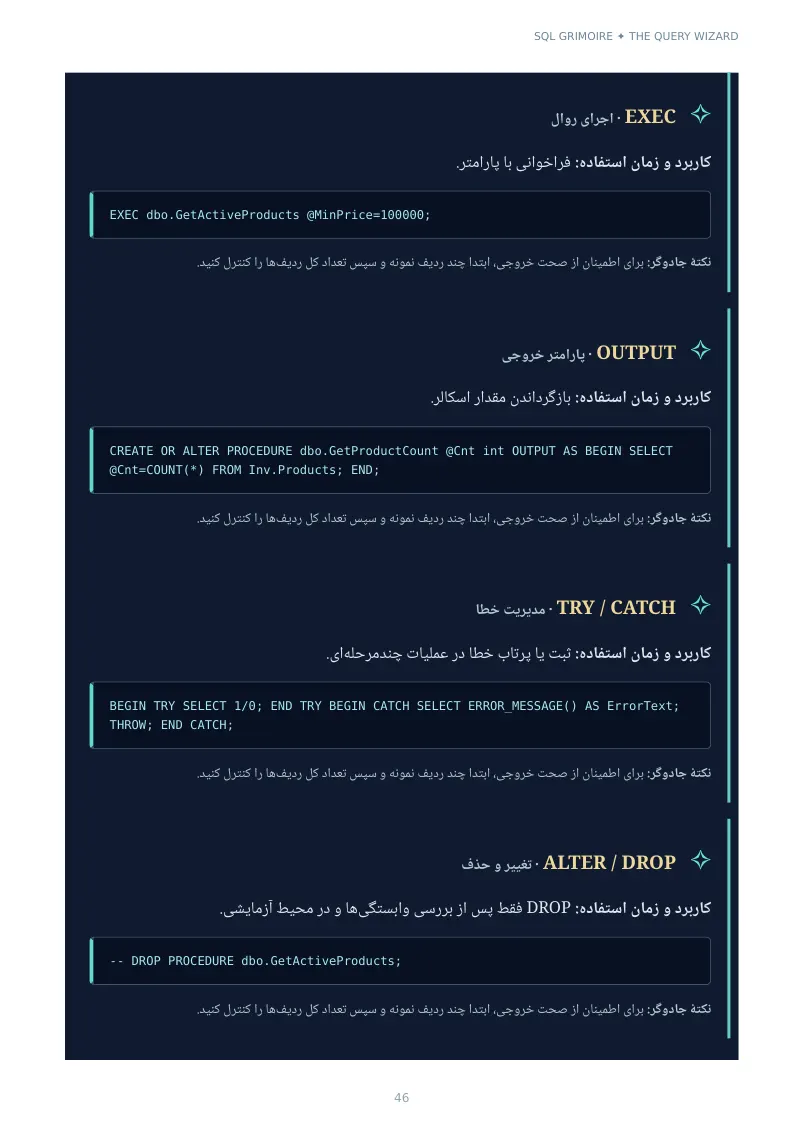 SQL GRIMOIRE ✦ THE QUERY WIZARD
✧ EXEC · اجرای روال
کاربرد و زمان استفاده: فراخوانی با پارامتر.
EXEC dbo.GetActiveProducts @MinPrice=100000;
نکتهٔ جادوگر: برای اطمینان از صحت خروجی، ابتدا چند ردیف نمونه و سپس تعداد کل ردیف‌ها را کنترل کنید.
✧ OUTPUT · پارامتر خروجی
کاربرد و زمان استفاده: بازگرداندن مقدار اسکالر.
CREATE OR ALTER PROCEDURE dbo.GetProductCount @Cnt int OUTPUT AS BEGIN SELECT
@Cnt=COUNT(*) FROM Inv.Products; END;
نکتهٔ جادوگر: برای اطمینان از صحت خروجی، ابتدا چند ردیف نمونه و سپس تعداد کل ردیف‌ها را کنترل کنید.
✧ TRY / CATCH · مدیریت خطا
کاربرد و زمان استفاده: ثبت یا پرتاب خطا در عملیات چندمرحله‌ای.
BEGIN TRY SELECT 1/0; END TRY BEGIN CATCH SELECT ERROR_MESSAGE() AS ErrorText;
THROW; END CATCH;
نکتهٔ جادوگر: برای اطمینان از صحت خروجی، ابتدا چند ردیف نمونه و سپس تعداد کل ردیف‌ها را کنترل کنید.
✧ ALTER / DROP · تغییر و حذف
کاربرد و زمان استفاده: DROP فقط پس از بررسی وابستگی‌ها و در محیط آزمایشی.
-- DROP PROCEDURE dbo.GetActiveProducts;
نکتهٔ جادوگر: برای اطمینان از صحت خروجی، ابتدا چند ردیف نمونه و سپس تعداد کل ردیف‌ها را کنترل کنید.
46